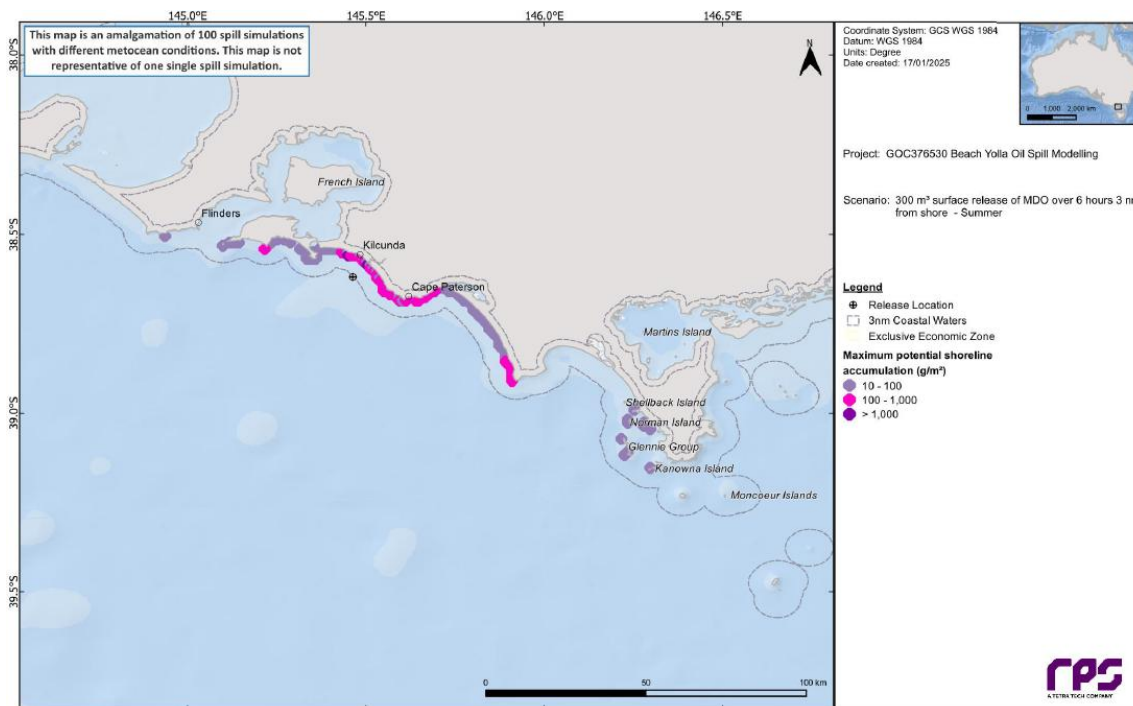 145.0°E
145.5°E
146.0°E
146.5°E
This map is an amalgamation of 100 spill simulations
with different metocean conditions. This map is not
representative of one single spill simulation.
N
38.0°S
38.5°S
39.0°S
39.5°S
French Island
Flinders
Kilcunda
Cape Paterson
Martins Island
Shellback Island
Norman Island
Glennie Group
Kanowna Island
Moncoeur Islands
0
50
100 km
Coordinate System: GCS WGS 1984
Datum: WGS 1984
Units: Degree
Date created: 17/01/2025
0 1,000 2,000 km
Project: GOC376530 Beach Yolla Oil Spill Modelling
Scenario: 300 m³ surface release of MDO over 6 hours 3
from shore - Summer
Legend
Release Location
3nm Coastal Waters
Exclusive Economic Zone
Maximum potential shoreline
accumulation (g/m²)
10 - 100
100 - 1,000
> 1,000
rps
A TETRA TECH COMPANY